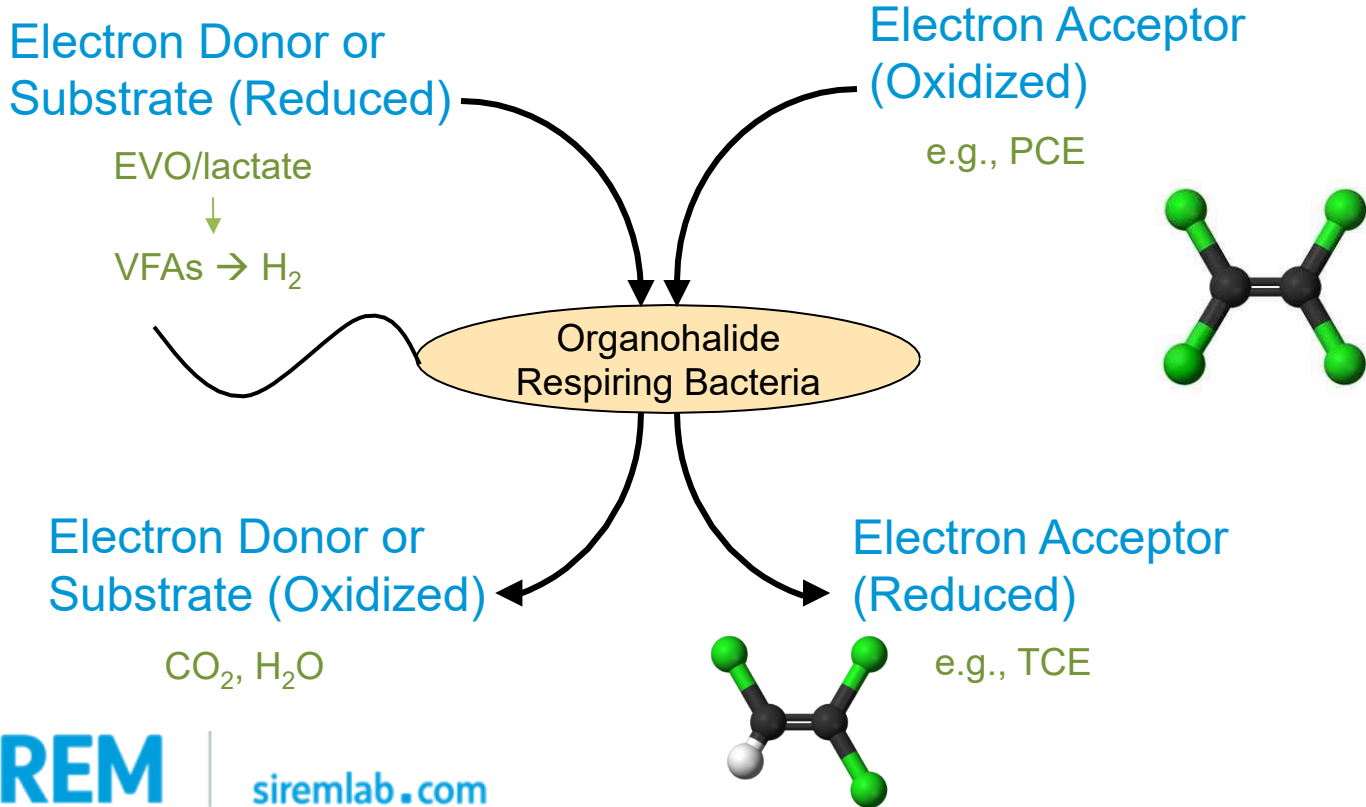 Electron Donor or
Substrate (Reduced)
EVO/lactate
VFAs → H₂
Electron Acceptor
(Oxidized)
e.g., PCE
Organohalide
Respiring Bacteria
Electron Donor or
Substrate (Oxidized)
CO₂, H₂O
Electron Acceptor
(Reduced)
e.g., TCE
REM
siremlab.com